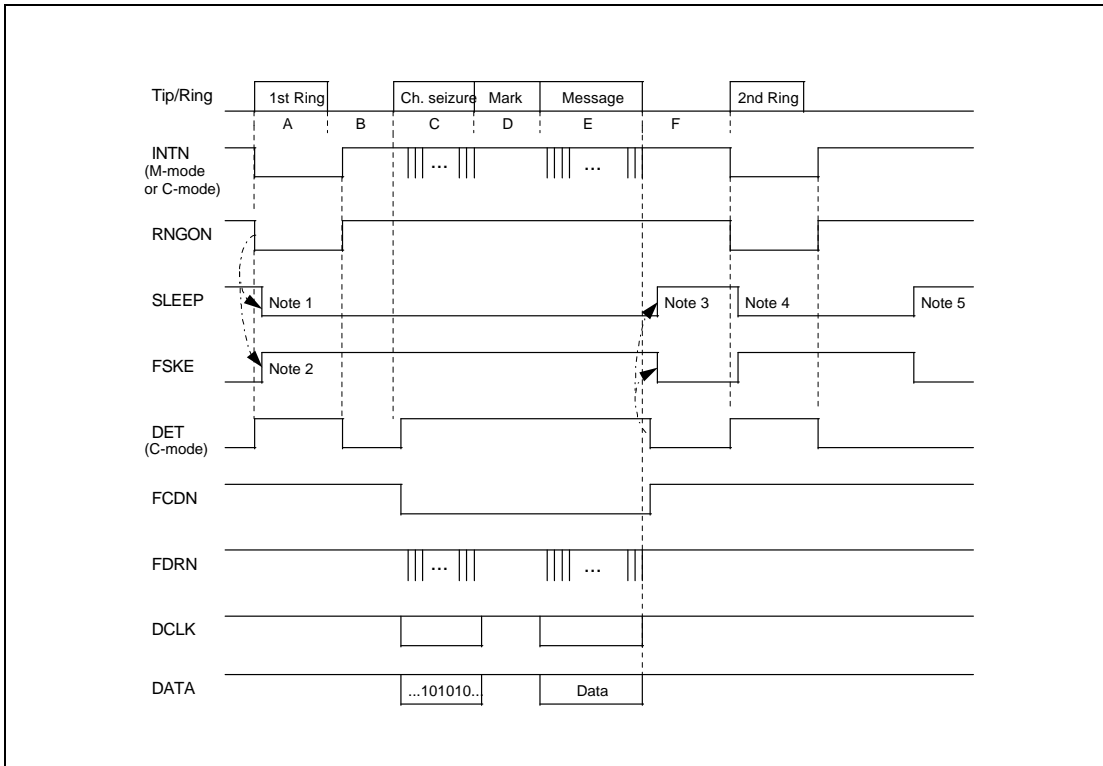 Tip/Ring 1st Ring Ch. seizure Mark Message 2nd Ring
A B C D E F
INTN
(M-mode
or C-mode)
... ...
RNGON
SLEEP Note 1 Note 3 Note 4 Note 5
FSKE Note 2
DET
(C-mode)
FCDN
FDRN ... ...
DCLK
DATA ...101010... Data